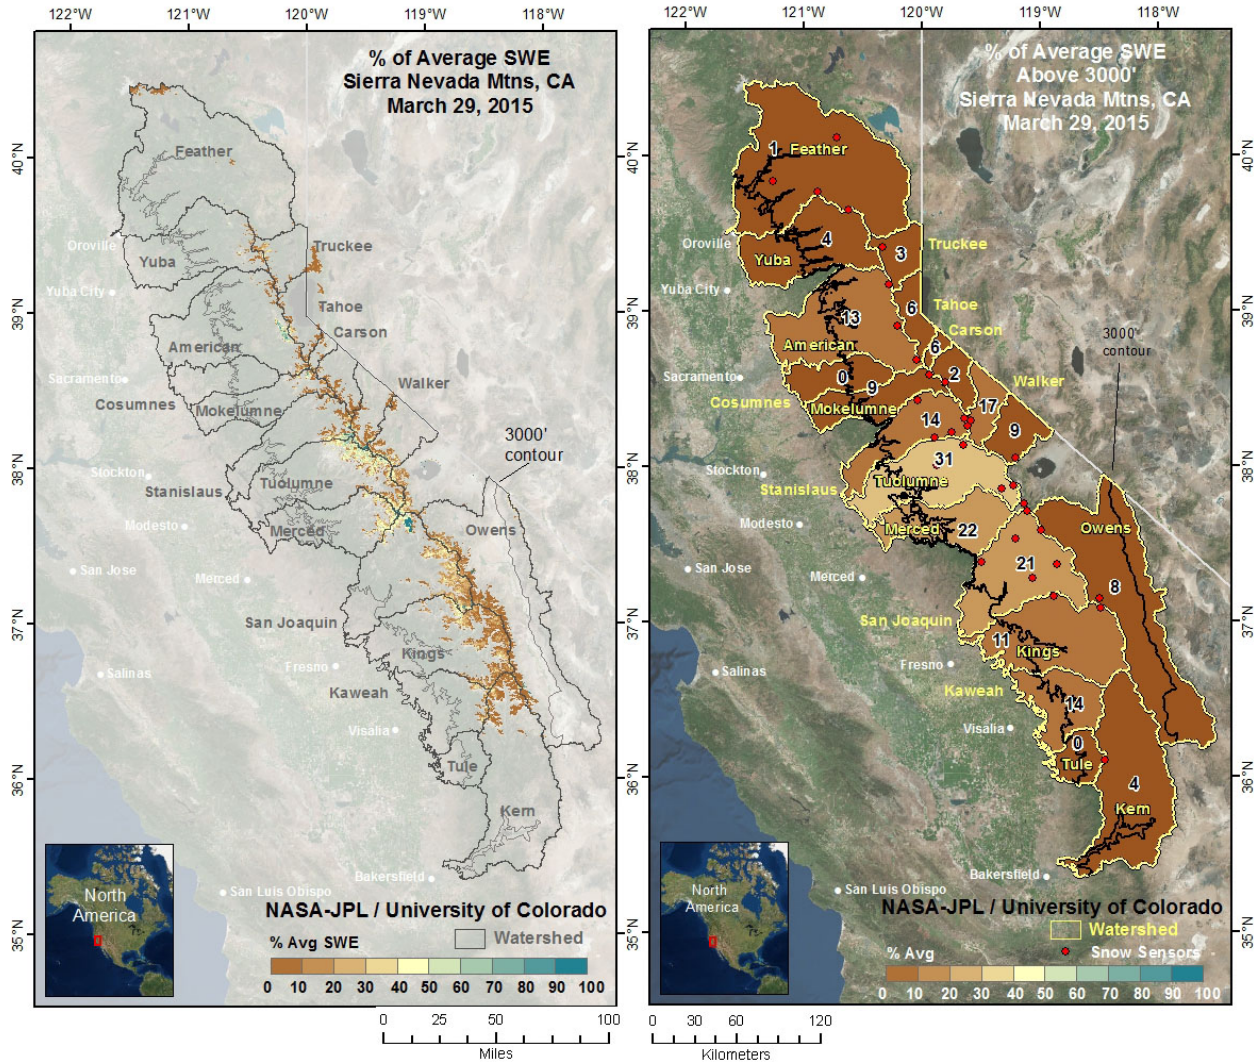 122°W 121°W 120°W 119°W 118°W
% of Average SWE
Sierra Nevada Mtns, CA
March 29, 2015
40°N
39°N
38°N
37°N
36°N
35°N
Feather
Oroville
Truckee
Yuba
Yuba City
Tahoe
Carson
American
Sacramento
Walker
Cosumnes
Mokelumne
3000'
contour
Stockton
Tuolumne
Stanislaus
Modesto
Merced
Owens
San Jose
Merced
San Joaquin
Kings
Fresno
Salinas
Kaweah
Visalia
Tule
Kern
Bakersfield
San Luis Obispo
North
America
NASA-JPL / University of Colorado
% Avg SWE
Watershed
0 10 20 30 40 50 60 70 80 90 100
0 25 50 100
Miles
122°W 121°W 120°W 119°W 118°W
% of Average SWE
Above 3000'
Sierra Nevada Mtns, CA
March 29, 2015
40°N
39°N
38°N
37°N
36°N
35°N
1
Feather
Oroville
4
3
Truckee
Yuba
Yuba City
6
Tahoe
13
Carson
American
6
3000'
contour
Sacramento
0
9
2
Walker
Cosumnes
Mokelumne
17
14
9
31
Stockton
Tuolumne
Stanislaus
Modesto
Merced
22
Owens
San Jose
Merced
21
8
San Joaquin
11
Kings
Fresno
Salinas
Kaweah
14
Visalia
0
Tule
4
Kern
Bakersfield
San Luis Obispo
North
America
NASA-JPL / University of Colorado
Watershed
% Avg
Snow Sensors
0 10 20 30 40 50 60 70 80 90 100
0 30 60 120
Kilometers